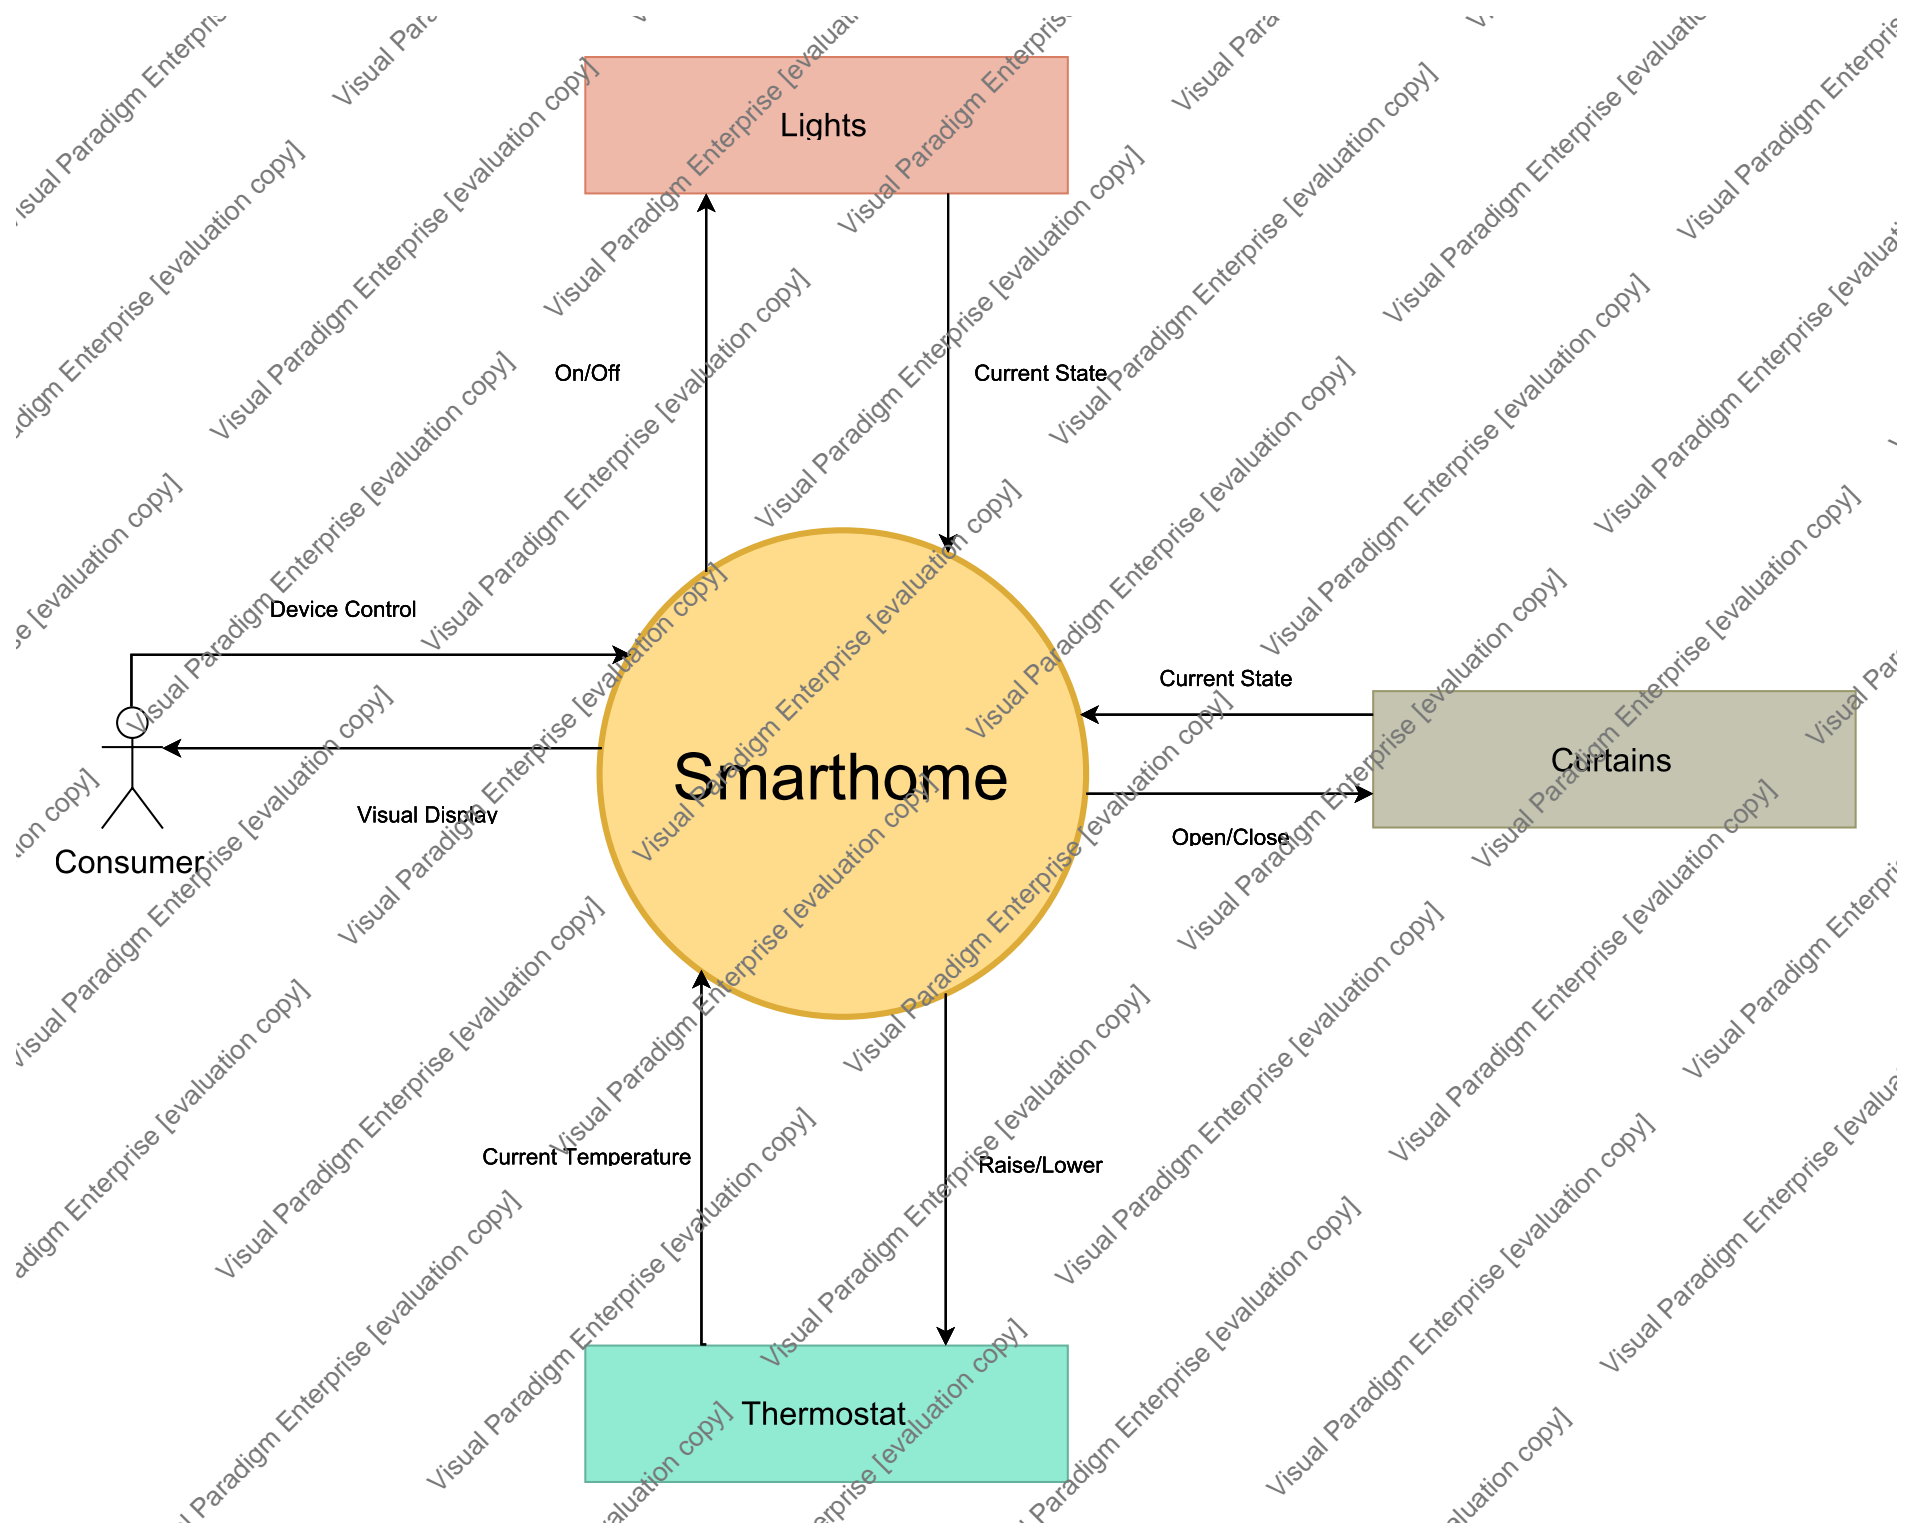 Lights
On/Off
Current State
Device Control
Current State
Curtains
Smarthome
Visual Display
Open/Close
Consumer
Current Temperature
Raise/Lower
Thermostat
Visual Paradigm Enterprise [evaluation copy]